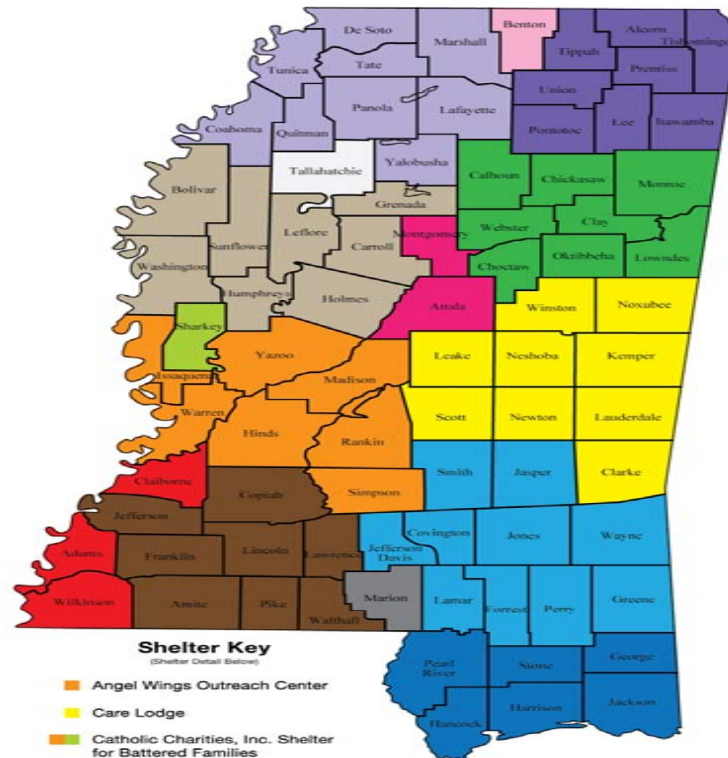 De Soto
Marshall
Benton
Tippah
Alcorn
Tishomingo
Tunica
Tate
Prentiss
Panola
Lafayette
Union
Coahoma
Quitman
Pontotoc
Lee
Itawamba
Tallahatchie
Yalobusha
Calhoun
Chickasaw
Monroe
Bolivar
Grenada
Sunflower
Leflore
Carroll
Montgomery
Webster
Clay
Washington
Choctaw
Oktibbeha
Lowndes
Humphreys
Holmes
Attala
Winston
Noxubee
Sharkey
Yazoo
Leake
Neshoba
Kemper
Issaquena
Madison
Warren
Scott
Newton
Lauderdale
Hinds
Rankin
Claiborne
Smith
Jasper
Clarke
Copiah
Simpson
Jefferson
Covington
Jones
Wayne
Adams
Franklin
Lincoln
Lawrence
Jefferson
Davis
Wilkinson
Amite
Pike
Walthall
Marion
Lamar
Forrest
Perry
Greene
Shelter Key
(Shelter Detail Below)
Pearl
River
Stone
George
Angel Wings Outreach Center
Hancock
Harrison
Jackson
Care Lodge
Catholic Charities, Inc. Shelter
for Battered Families